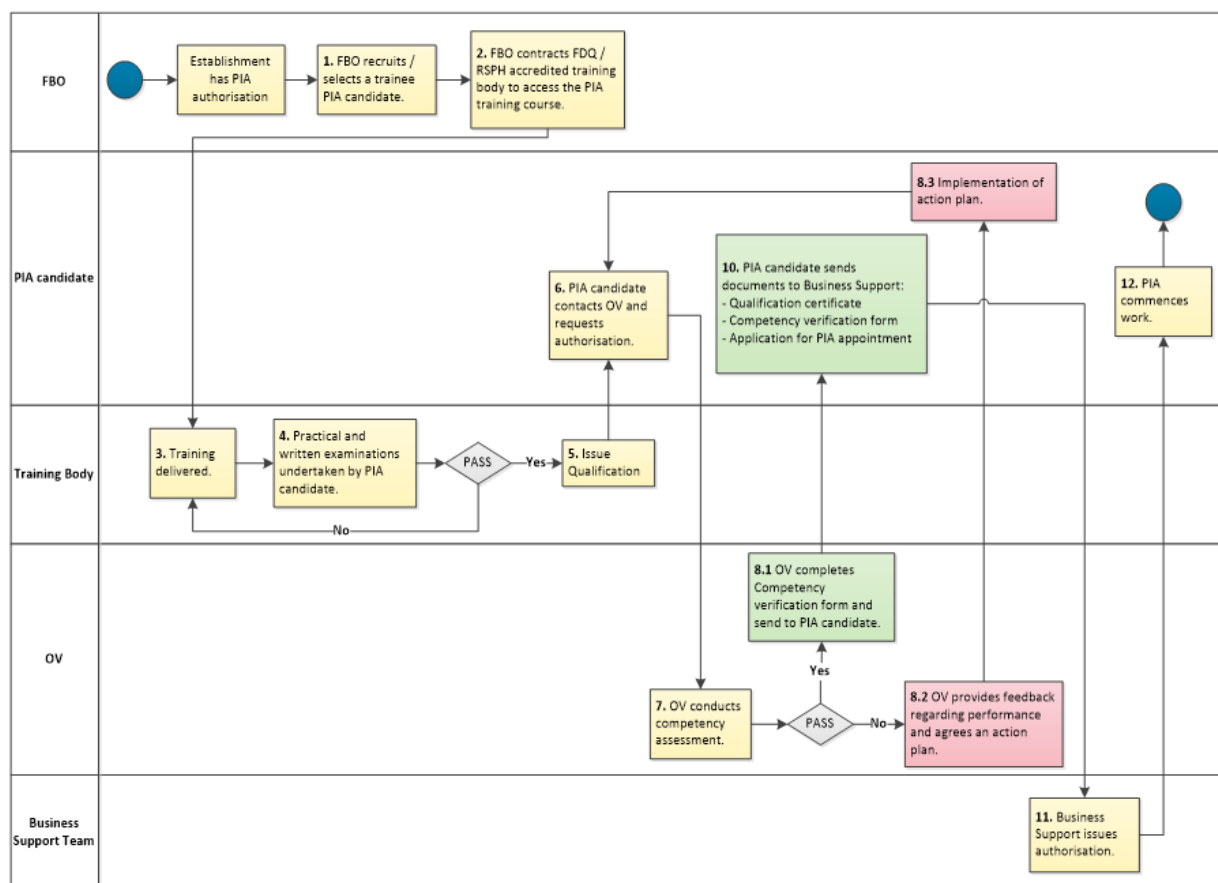 FBO
Establishment
has PIA
authorisation
1. FBO recruits /
selects a trainee
PIA candidate.
2. FBO contracts FDQ /
RSPH accredited training
body to access the PIA
training course.
PIA candidate
8.3 Implementation of
action plan.
10. PIA candidate sends
documents to Business Support:
- Qualification certificate
- Competency verification form
- Application for PIA appointment
6. PIA candidate
contacts OV and
requests
authorisation.
12. PIA
commences
work.
Training Body
3. Training
delivered.
4. Practical and
written examinations
undertaken by PIA
candidate.
PASS
Yes
5. Issue
Qualification
No
OV
8.1 OV completes
Competency
verification form and
send to PIA candidate.
Yes
7. OV conducts
competency
assessment.
PASS
No
8.2 OV provides feedback
regarding performance
and agrees an action
plan.
Business
Support Team
11. Business
Support issues
authorisation.